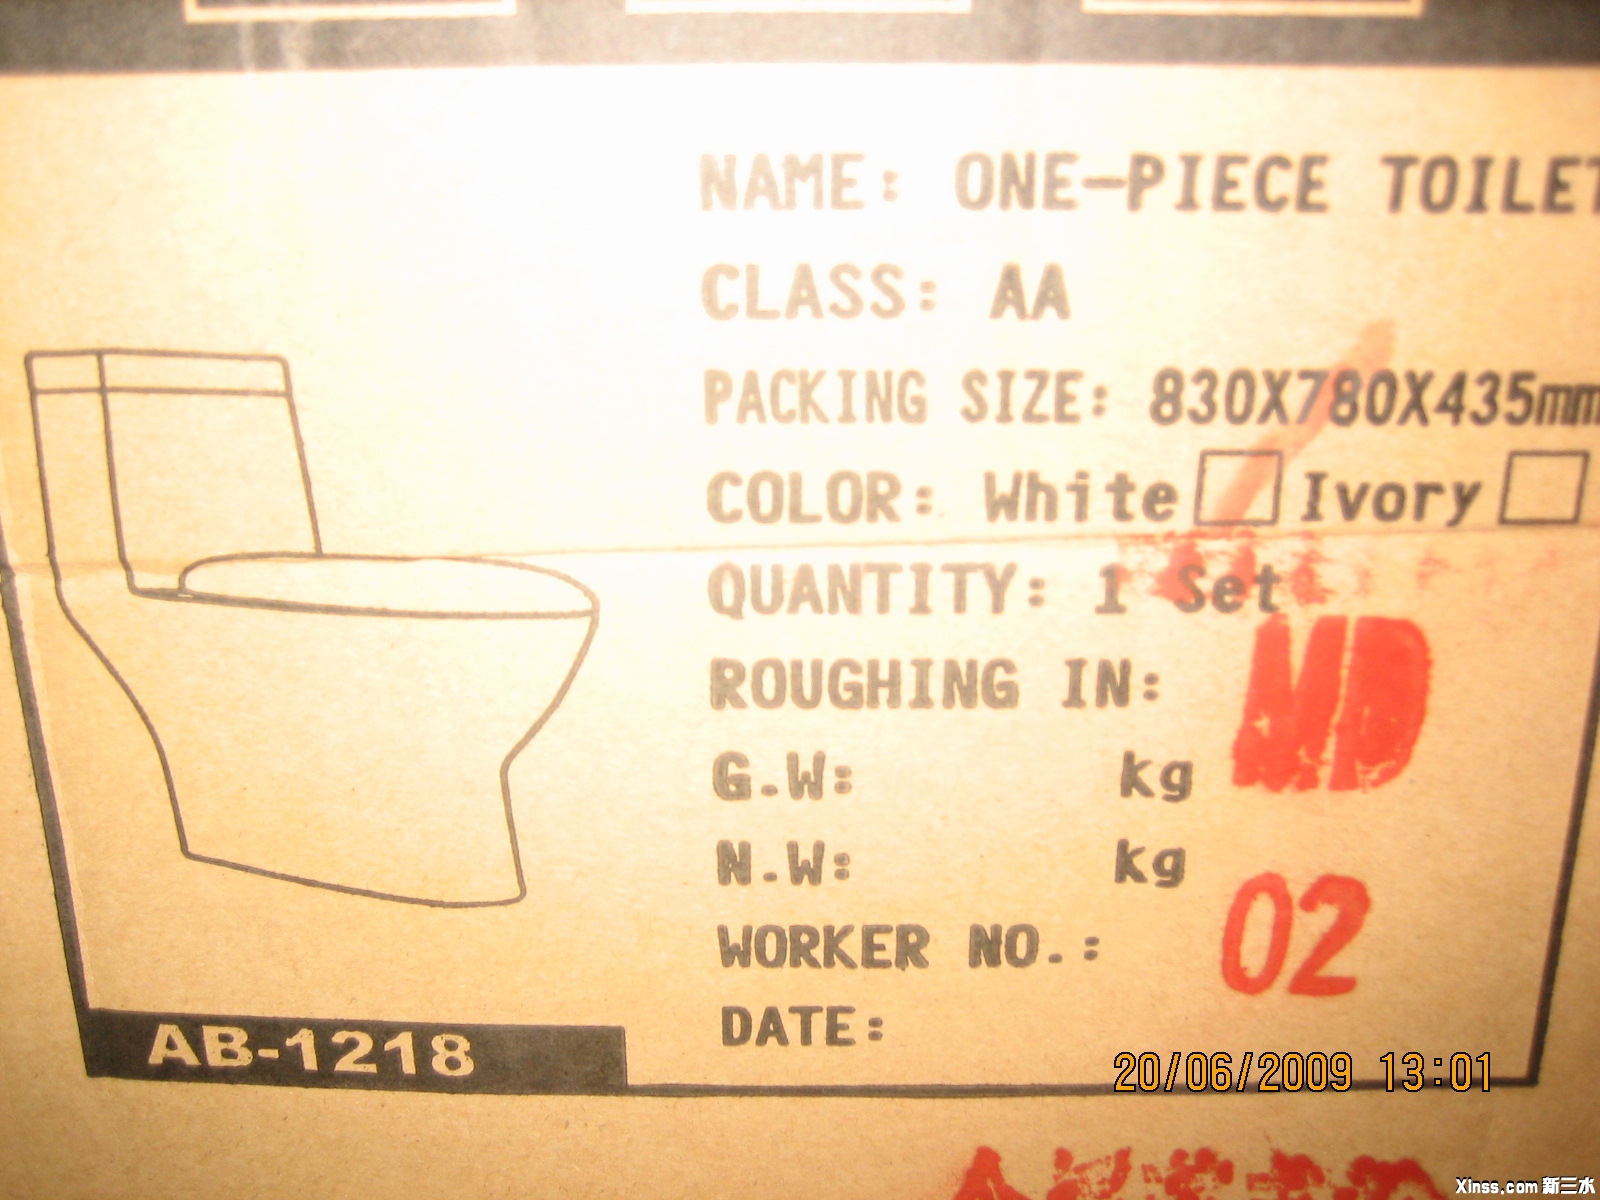 NAME: ONE-PIECE TOILET
CLASS: AA
PACKING SIZE: 830X780X435mm
COLOR: White Ivory
QUANTITY: 1 Set
ROUGHING IN:
MD
G.W: kg
N.W: kg
02
WORKER NO.:
DATE:
AB-1218
20/06/2009 13:01
Xinss.com 新三水